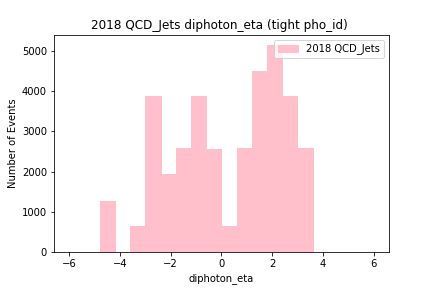 2018 QCD_Jets diphoton_eta (tight pho_id)
2018 QCD_Jets
Number of Events
5000
4000
3000
2000
1000
0
−6 −4 −2 0 2 4 6
diphoton_eta